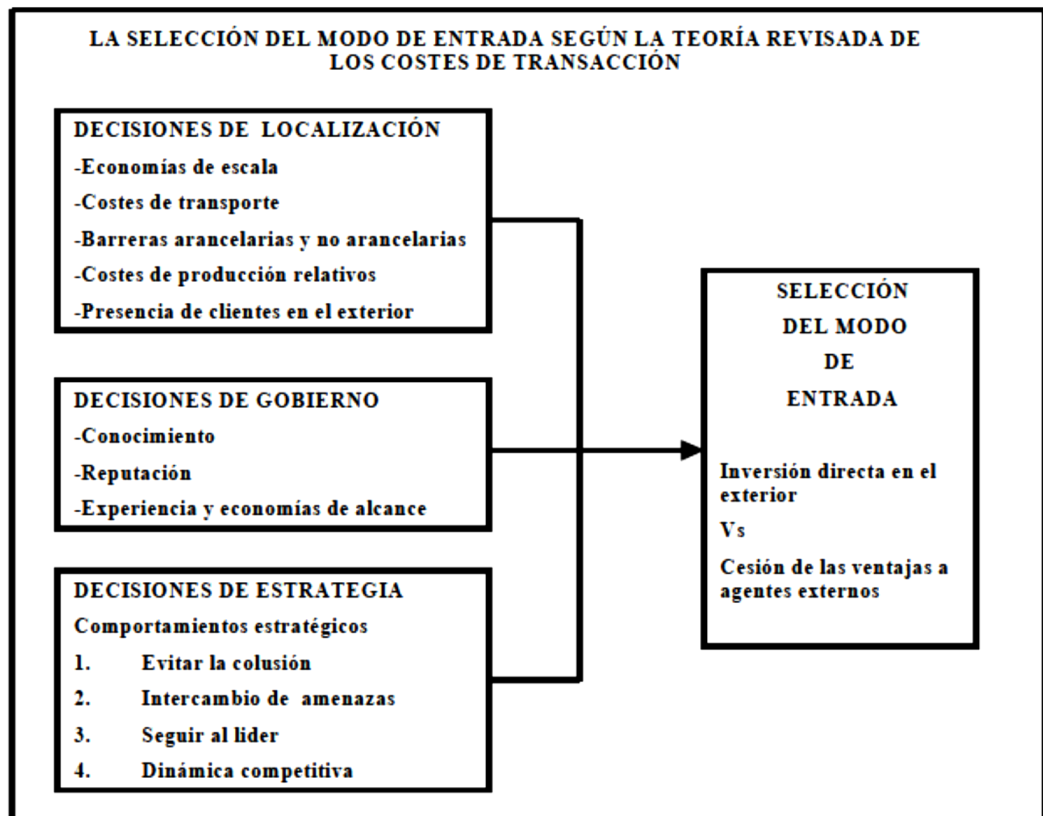 LA SELECCIÓN DEL MODO DE ENTRADA SEGÚN LA TEORÍA REVISADA DE
LOS COSTES DE TRANSACCIÓN
DECISIONES DE LOCALIZACIÓN
-Economías de escala
-Costes de transporte
-Barreras arancelarias y no arancelarias
-Costes de producción relativos
-Presencia de clientes en el exterior
DECISIONES DE GOBIERNO
-Conocimiento
-Reputación
-Experiencia y economías de alcance
DECISIONES DE ESTRATEGIA
Comportamientos estratégicos
1. Evitar la colusión
2. Intercambio de amenazas
3. Seguir al lider
4. Dinámica competitiva
SELECCIÓN
DEL MODO
DE
ENTRADA
Inversión directa en el
exterior
Vs
Cesión de las ventajas a
agentes externos